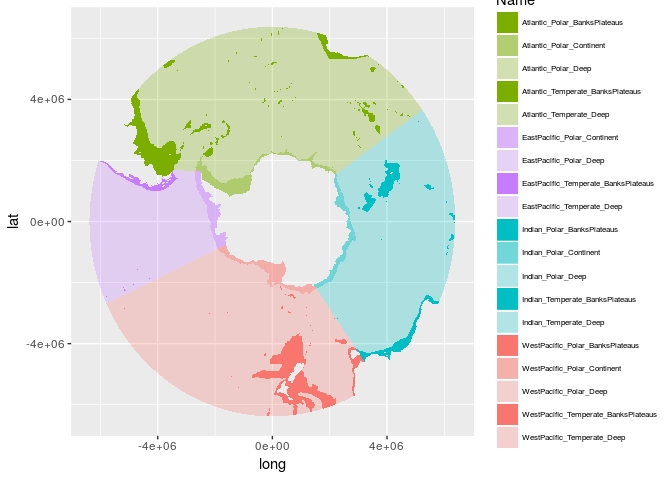 Name
Atlantic_Polar_BanksPlateaus
Atlantic_Polar_Continent
Atlantic_Polar_Deep
Atlantic_Temperate_BanksPlateaus
Atlantic_Temperate_Deep
EastPacific_Polar_Continent
EastPacific_Polar_Deep
EastPacific_Temperate_BanksPlateaus
EastPacific_Temperate_Deep
Indian_Polar_BanksPlateaus
Indian_Polar_Continent
Indian_Polar_Deep
Indian_Temperate_BanksPlateaus
Indian_Temperate_Deep
WestPacific_Polar_BanksPlateaus
WestPacific_Polar_Continent
WestPacific_Polar_Deep
WestPacific_Temperate_BanksPlateaus
WestPacific_Temperate_Deep
lat
4e+06
0e+00
-4e+06
-4e+06 0e+00 4e+06
long